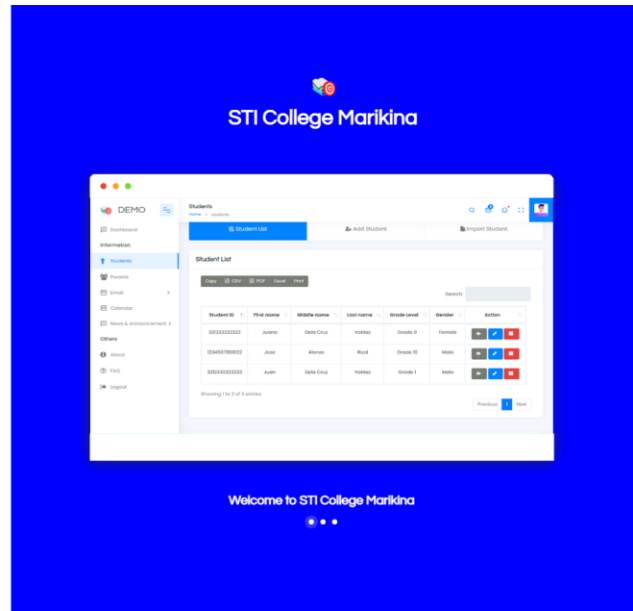 STI College Marikina
DEMO
Students
Home / Students
Dashboard
Information
Students
Parents
Email
Calendar
News & Announcement
Others
About
FAQ
Logout
Student List
Add Student
Import Student
Student List
Copy CSV PDF Excel Print
Search:
Student ID First name Middle name Last name Grade Level Gender Action
Juana Dela Cruz Valdez Grade 9 Female
Jose Alonzo Rizal Grade 10 Male
Juan Dela Cruz Valdez Grade 1 Male
Showing 1 to 3 of 3 entries
Previous 1 Next
Welcome to STI College Marikina